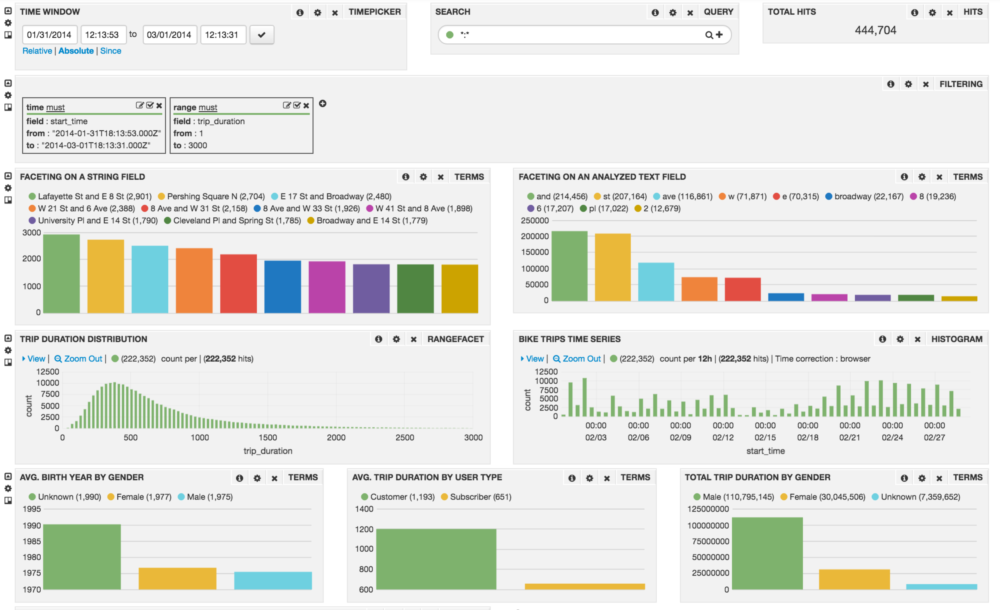 TIME WINDOW TIMEPICKER
01/31/2014 12:13:53 to 03/01/2014 12:13:31
Relative | Absolute | Since
SEARCH QUERY
*:*
TOTAL HITS HITS
444,704
FILTERING
time must
field : start_time
from : "2014-01-31T18:13:53.000Z"
to : "2014-03-01T18:13:31.000Z"
range must
field : trip_duration
from : 1
to : 3000
FACETING ON A STRING FIELD TERMS
Lafayette St and E 8 St (2,901) Pershing Square N (2,704) E 17 St and Broadway (2,480)
W 21 St and 6 Ave (2,388) 8 Ave and W 31 St (2,158) 8 Ave and W 33 St (1,926) W 41 St and 8 Ave (1,898)
University Pl and E 14 St (1,790) Cleveland Pl and Spring St (1,785) Broadway and E 14 St (1,779)
3000
2000
1000
0
FACETING ON AN ANALYZED TEXT FIELD TERMS
and (214,456) st (207,164) ave (116,861) w (71,871) e (70,315) broadway (22,167) 8 (19,236)
6 (17,207) pl (17,022) 2 (12,679)
250000
200000
150000
100000
50000
0
TRIP DURATION DISTRIBUTION RANGEFACET
View | Zoom Out | (222,352) count per | (222,352 hits)
12500
10000
7500
5000
2500
0
count
0 500 1000 1500 2000 2500 3000
trip_duration
BIKE TRIPS TIME SERIES HISTOGRAM
View | Zoom Out | (222,352) count per 12h | (222,352 hits) | Time correction : browser
12500
10000
7500
5000
2500
0
count
00:00 00:00 00:00 00:00 00:00 00:00 00:00 00:00 00:00
02/03 02/06 02/09 02/12 02/15 02/18 02/21 02/24 02/27
start_time
AVG. BIRTH YEAR BY GENDER TERMS
Unknown (1,990) Female (1,977) Male (1,975)
1995
1990
1985
1980
1975
1970
AVG. TRIP DURATION BY USER TYPE TERMS
Customer (1,193) Subscriber (651)
1400
1200
1000
800
600
TOTAL TRIP DURATION BY GENDER TERMS
Male (110,795,145) Female (30,045,506) Unknown (7,359,652)
125000000
100000000
75000000
50000000
25000000
0